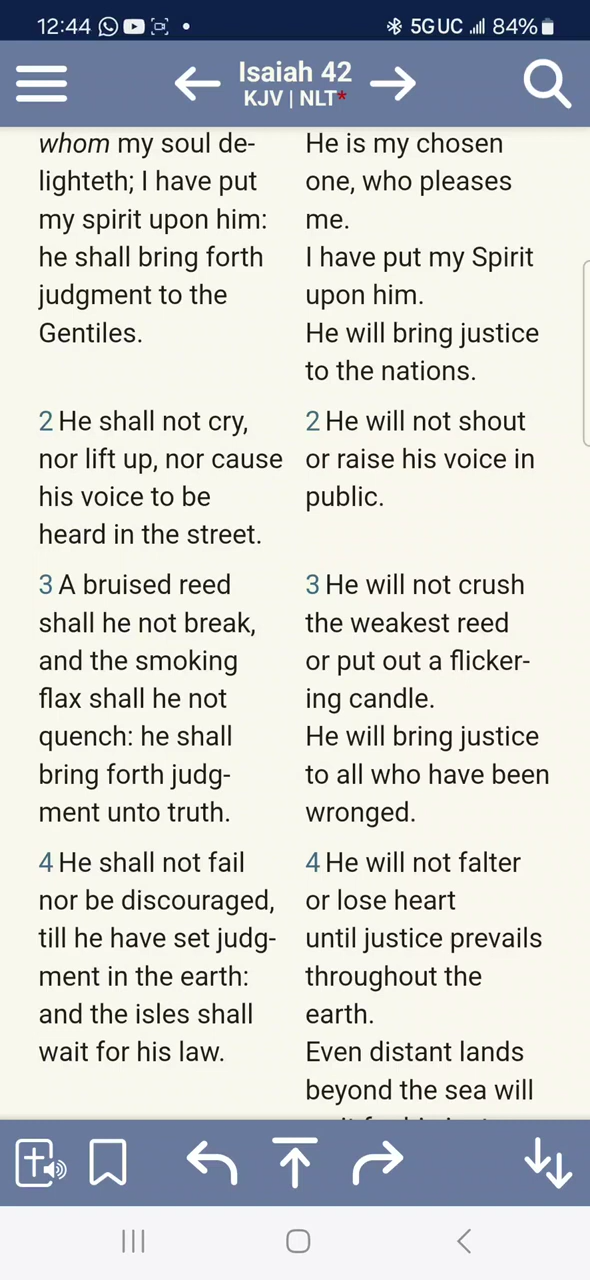 12:44
5G UC 84%
Isaiah 42
KJV | NLT*
whom my soul de-
lighteth; I have put
my spirit upon him:
he shall bring forth
judgment to the
Gentiles.
He is my chosen
one, who pleases
me.
I have put my Spirit
upon him.
He will bring justice
to the nations.
2 He shall not cry,
nor lift up, nor cause
his voice to be
heard in the street.
2 He will not shout
or raise his voice in
public.
3 A bruised reed
shall he not break,
and the smoking
flax shall he not
quench: he shall
bring forth judg-
ment unto truth.
3 He will not crush
the weakest reed
or put out a flicker-
ing candle.
He will bring justice
to all who have been
wronged.
4 He shall not fail
nor be discouraged,
till he have set judg-
ment in the earth:
and the isles shall
wait for his law.
4 He will not falter
or lose heart
until justice prevails
throughout the
earth.
Even distant lands
beyond the sea will